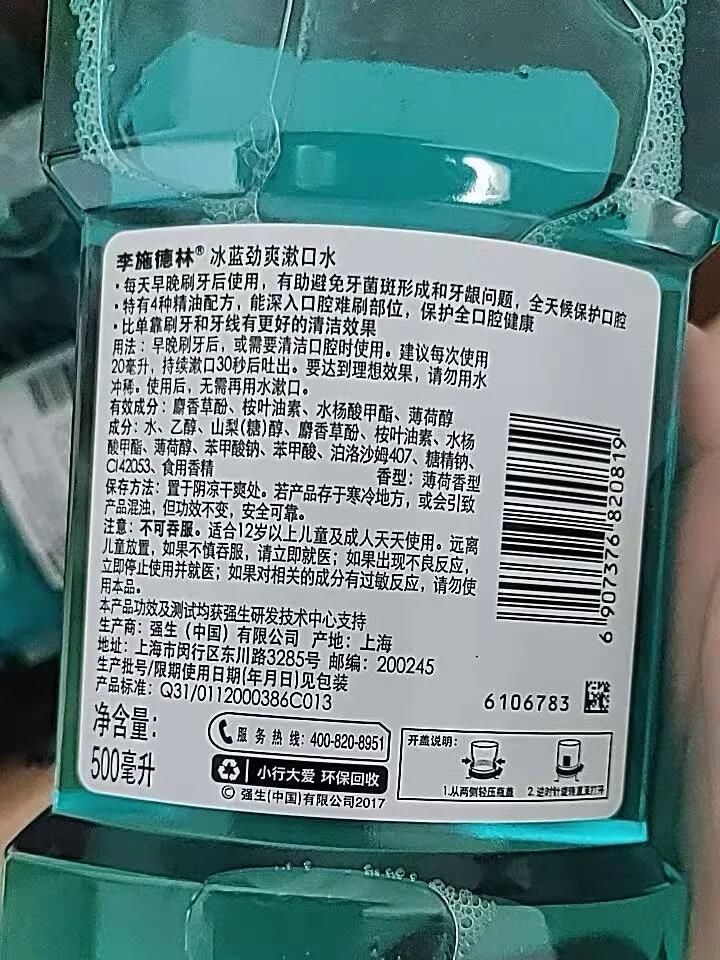 李施德林® 冰蓝劲爽漱口水
·每天早晚刷牙后使用，有助避免牙菌斑形成和牙龈问题，全天候保护口腔
·特有4种精油配方，能深入口腔难刷部位，保护全口腔健康
·比单靠刷牙和牙线有更好的清洁效果
用法：早晚刷牙后，或需要清洁口腔时使用。建议每次使用
20毫升，持续漱口30秒后吐出。要达到理想效果，请勿用水
冲稀。使用后，无需再用水漱口。
有效成分：麝香草酚、桉叶油素、水杨酸甲酯、薄荷醇
成分：水、乙醇、山梨(糖)醇、麝香草酚、桉叶油素、水杨
酸甲酯、薄荷醇、苯甲酸钠、苯甲酸、泊洛沙姆407、糖精钠、
CI42053、食用香精 香型：薄荷香型
保存方法：置于阴凉干爽处。若产品存于寒冷地方，或会引致
产品混浊，但功效不变，安全可靠。
注意：不可吞服。适合12岁以上儿童及成人天天使用。远离
儿童放置，如果不慎吞服，请立即就医；如果出现不良反应，
立即停止使用并就医；如果对相关的成分有过敏反应，请勿使
用本品。
本产品功效及测试均获强生研发技术中心支持
生产商：强生（中国）有限公司 产地：上海
地址：上海市闵行区东川路3285号 邮编：200245
生产批号/限期使用日期(年月日)见包装
产品标准：Q31/0112000386C013
6106783
净含量：
500毫升
服务热线：400-820-8951
小行大爱 环保回收
© 强生(中国)有限公司2017
开盖说明：
1.从两侧轻压瓶盖
2.逆时针旋转直至打开
6 907376 820819